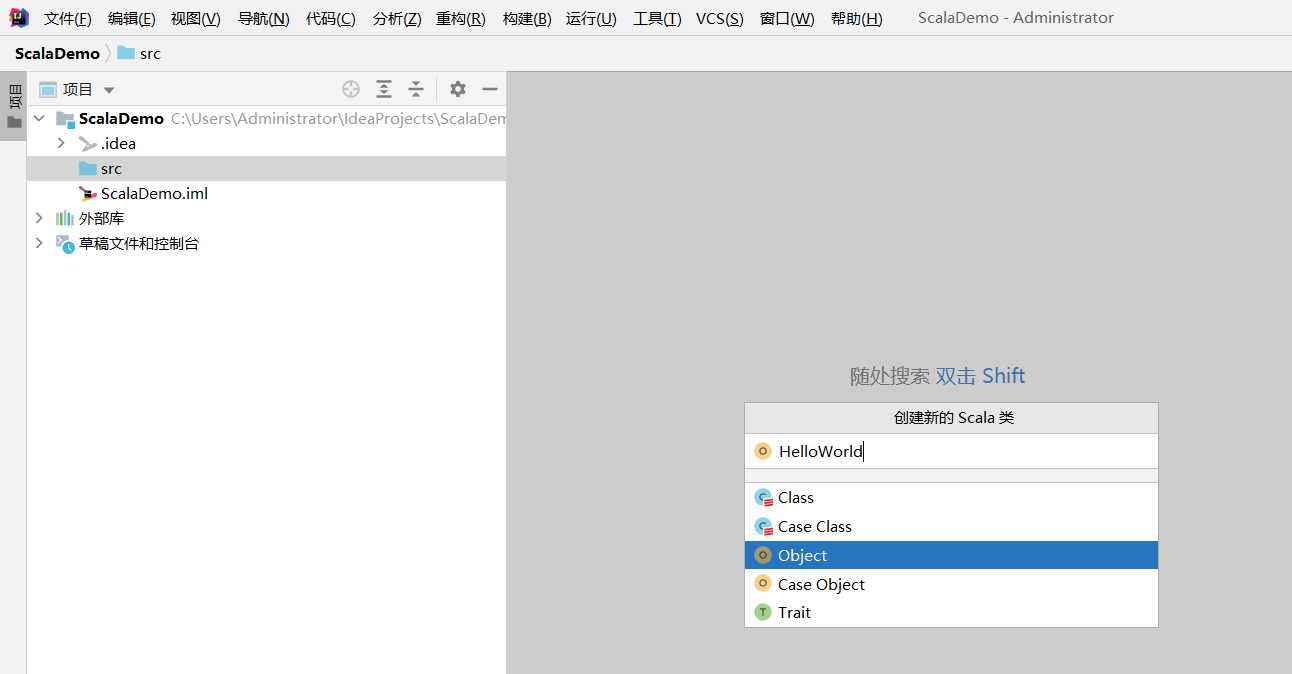 文件(F) 编辑(E) 视图(V) 导航(N) 代码(C) 分析(Z) 重构(R) 构建(B) 运行(U) 工具(T) VCS(S) 窗口(W) 帮助(H) ScalaDemo - Administrator
ScalaDemo src
项目
项目
ScalaDemo C:\Users\Administrator\IdeaProjects\ScalaDem
.idea
src
ScalaDemo.iml
外部库
草稿文件和控制台
随处搜索 双击 Shift
创建新的 Scala 类
HelloWorld
Class
Case Class
Object
Case Object
Trait